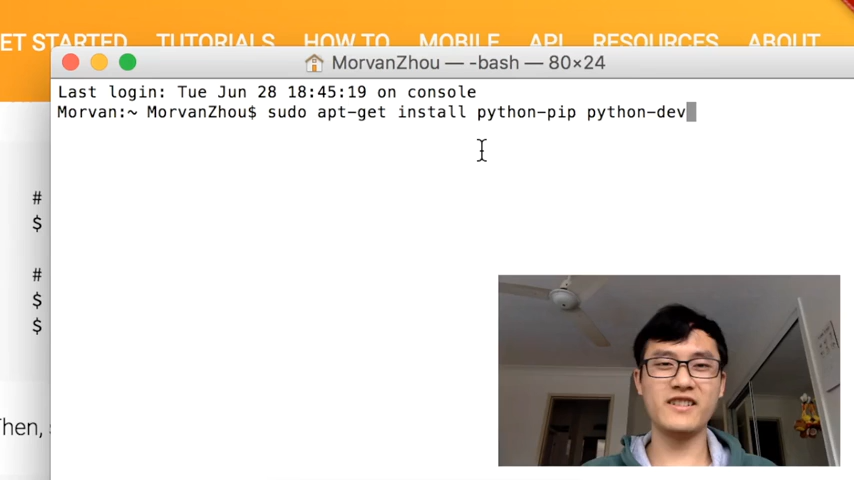 ET STARTED TUTORIALS HOW TO MOBILE API RESOURCES ABOUT
MorvanZhou — -bash — 80×24
Last login: Tue Jun 28 18:45:19 on console
Morvan:~ MorvanZhou$ sudo apt-get install python-pip python-dev
#
$
#
$
$
Then,